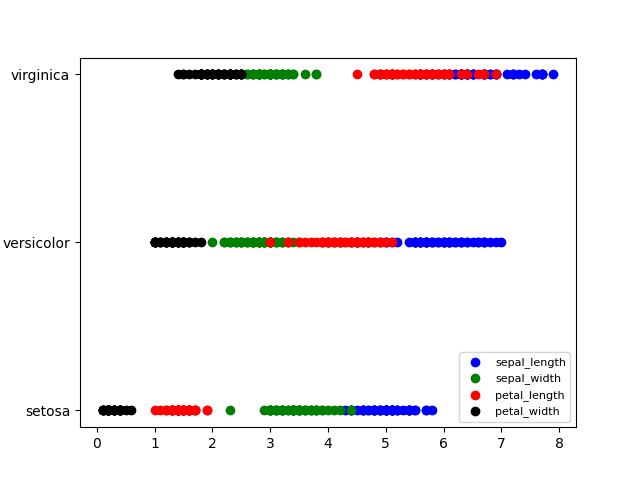 virginica
versicolor
setosa
sepal_length
sepal_width
petal_length
petal_width
0 1 2 3 4 5 6 7 8